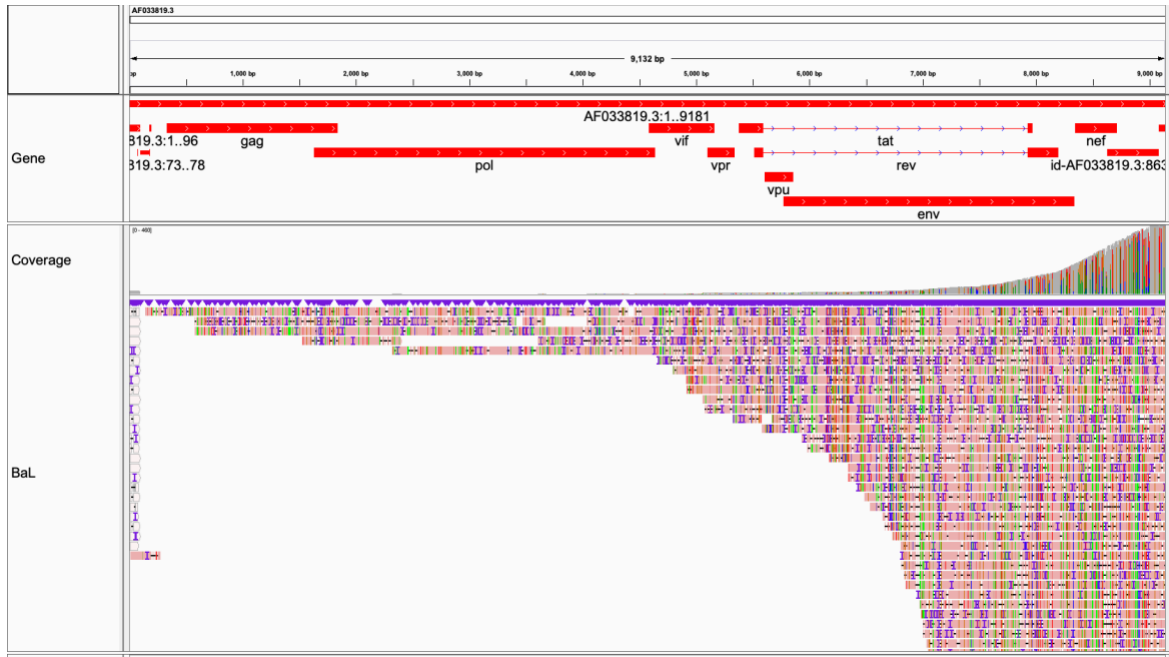 AF033819.3
9,132 bp
bp 1,000 bp 2,000 bp 3,000 bp 4,000 bp 5,000 bp 6,000 bp 7,000 bp 8,000 bp 9,000 bp
AF033819.3:1..9181
Gene
819.3:1..96 gag vif tat nef
319.3:73..78 pol vpr rev id-AF033819.3:863
vpu
env
[0 - 460]
Coverage
BaL